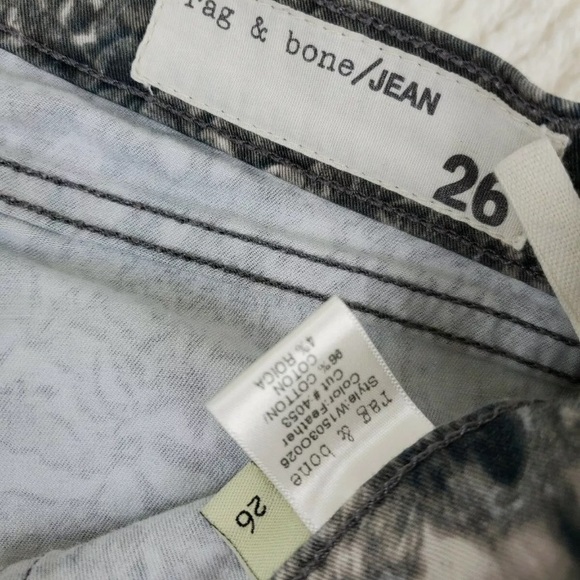 rag & bone/JEAN
26
rag & bone
Style:W1503O026
Color:Feather
Cut # 4053
96% COTTON
4% ROICA
26